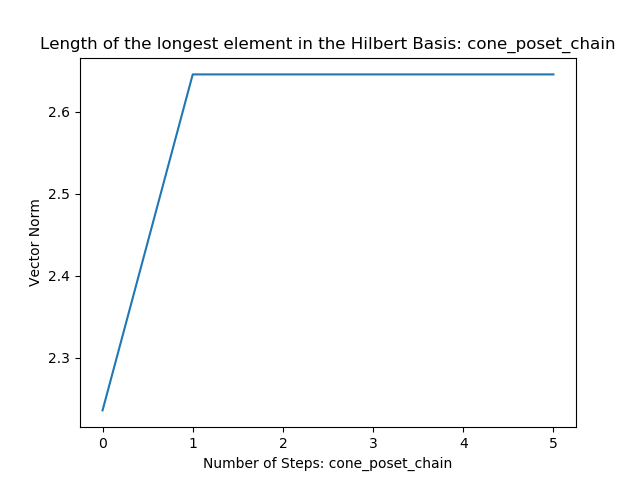 Length of the longest element in the Hilbert Basis: cone_poset_chain
2.6
2.5
2.4
2.3
Vector Norm
0 1 2 3 4 5
Number of Steps: cone_poset_chain